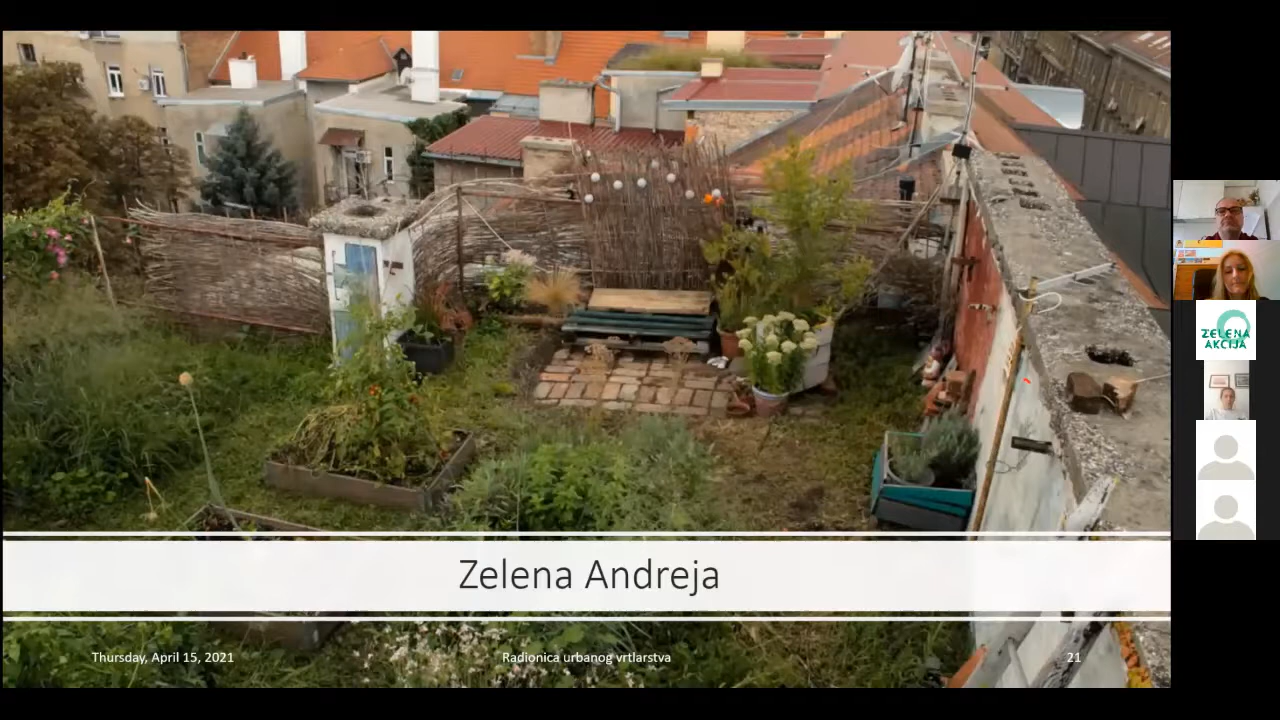 ZELENA
AKCIJA
Zelena Andreja
Thursday, April 15, 2021
Radionica urbanog vrtlarstva
21